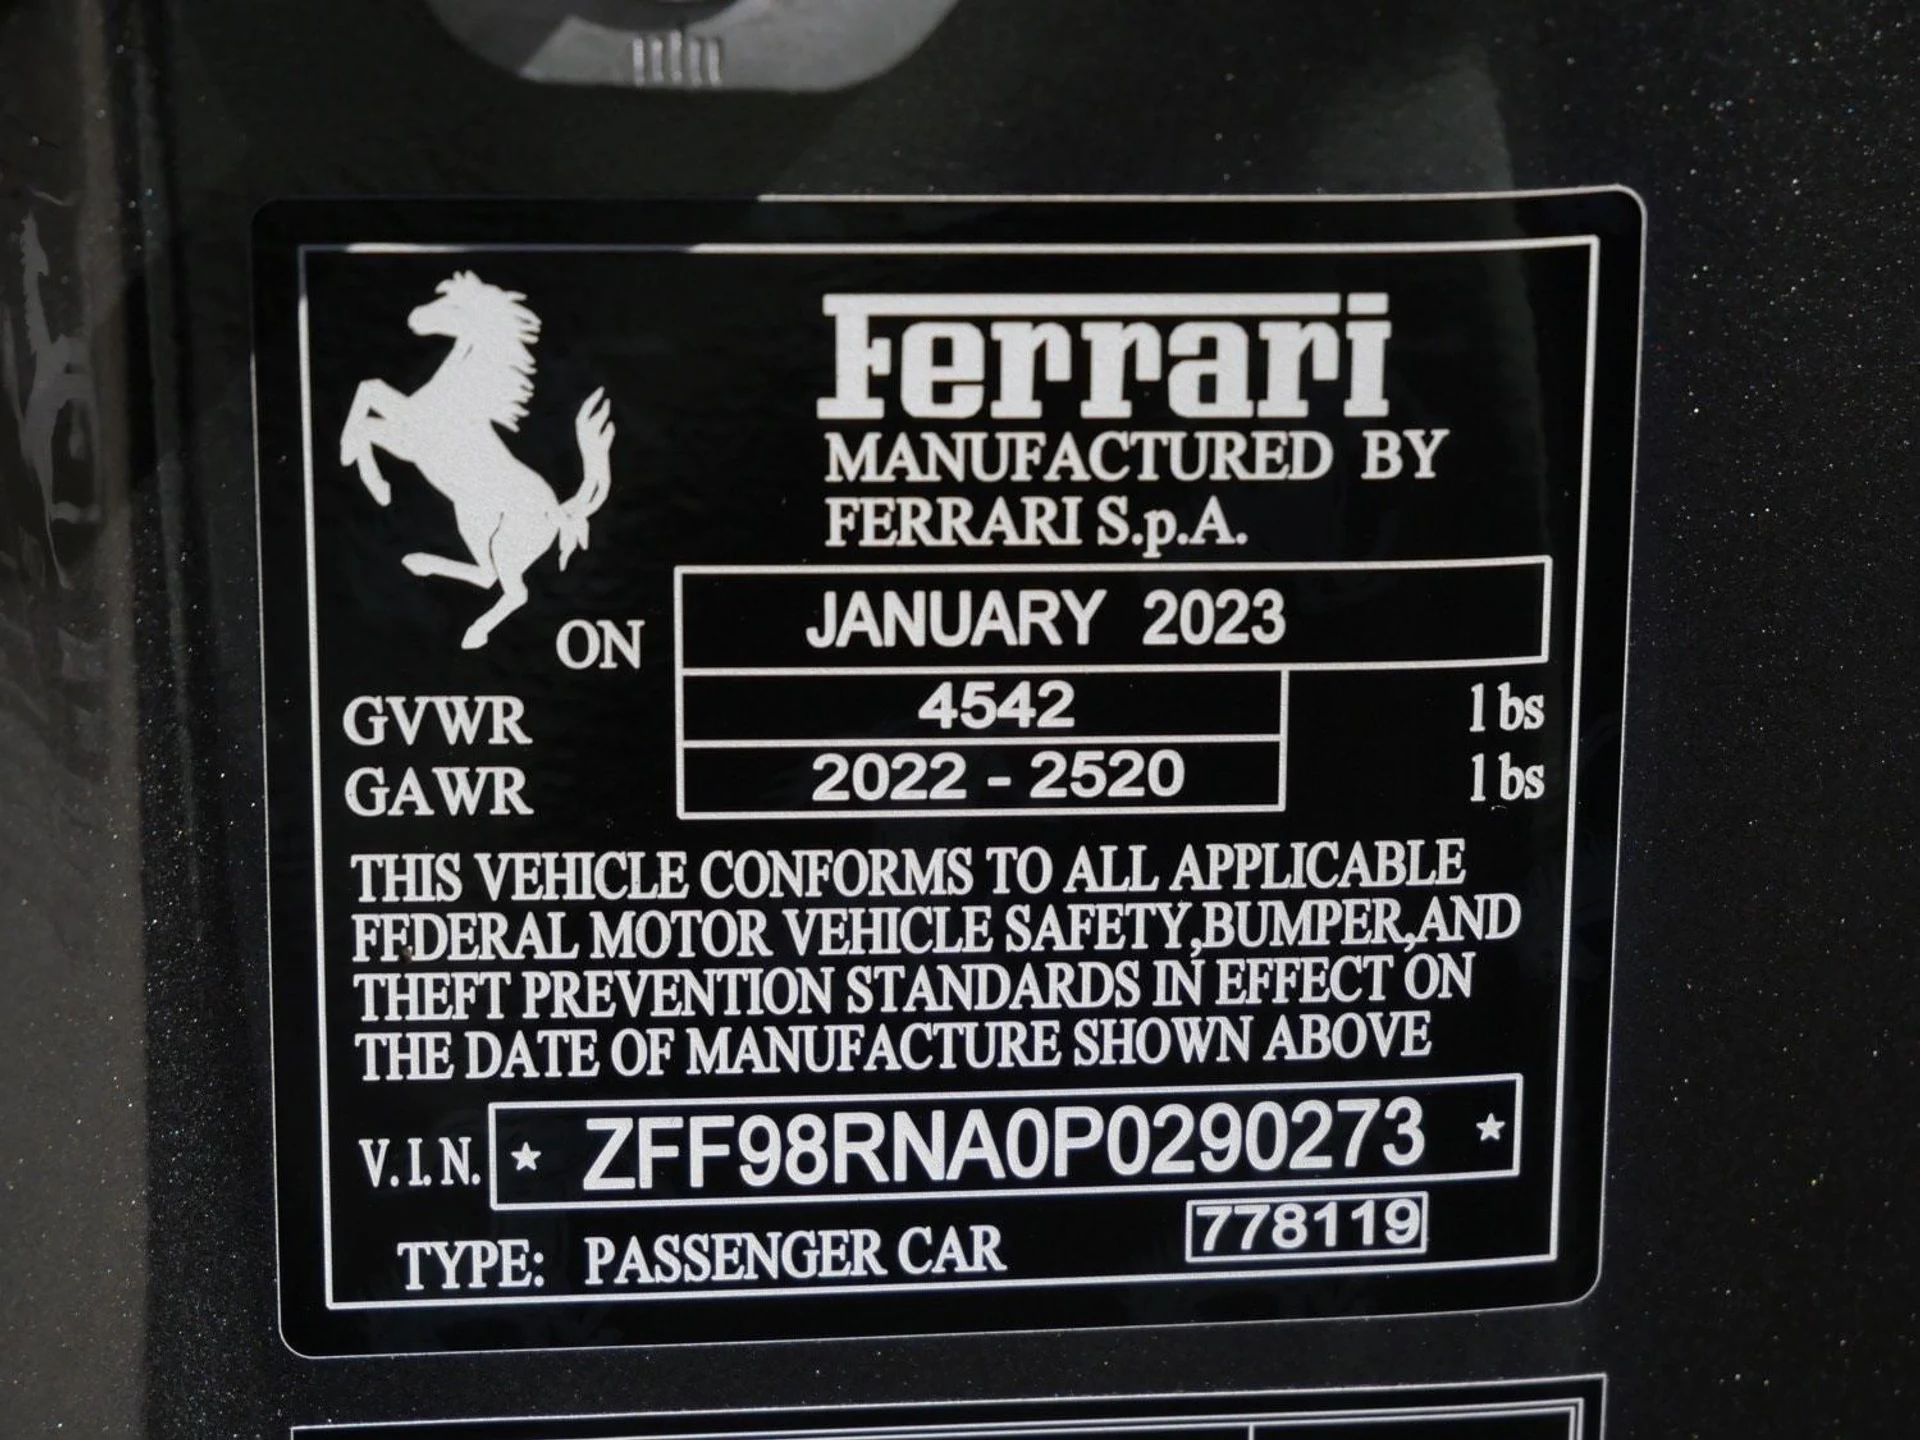 Ferrari
MANUFACTURED BY
FERRARI S.p.A.
ON JANUARY 2023
GVWR 4542 lbs
GAWR 2022 - 2520 lbs
THIS VEHICLE CONFORMS TO ALL APPLICABLE
FEDERAL MOTOR VEHICLE SAFETY,BUMPER,AND
THEFT PREVENTION STANDARDS IN EFFECT ON
THE DATE OF MANUFACTURE SHOWN ABOVE
V.I.N. ★ ZFF98RNA0P0290273 ★
TYPE: PASSENGER CAR 778119